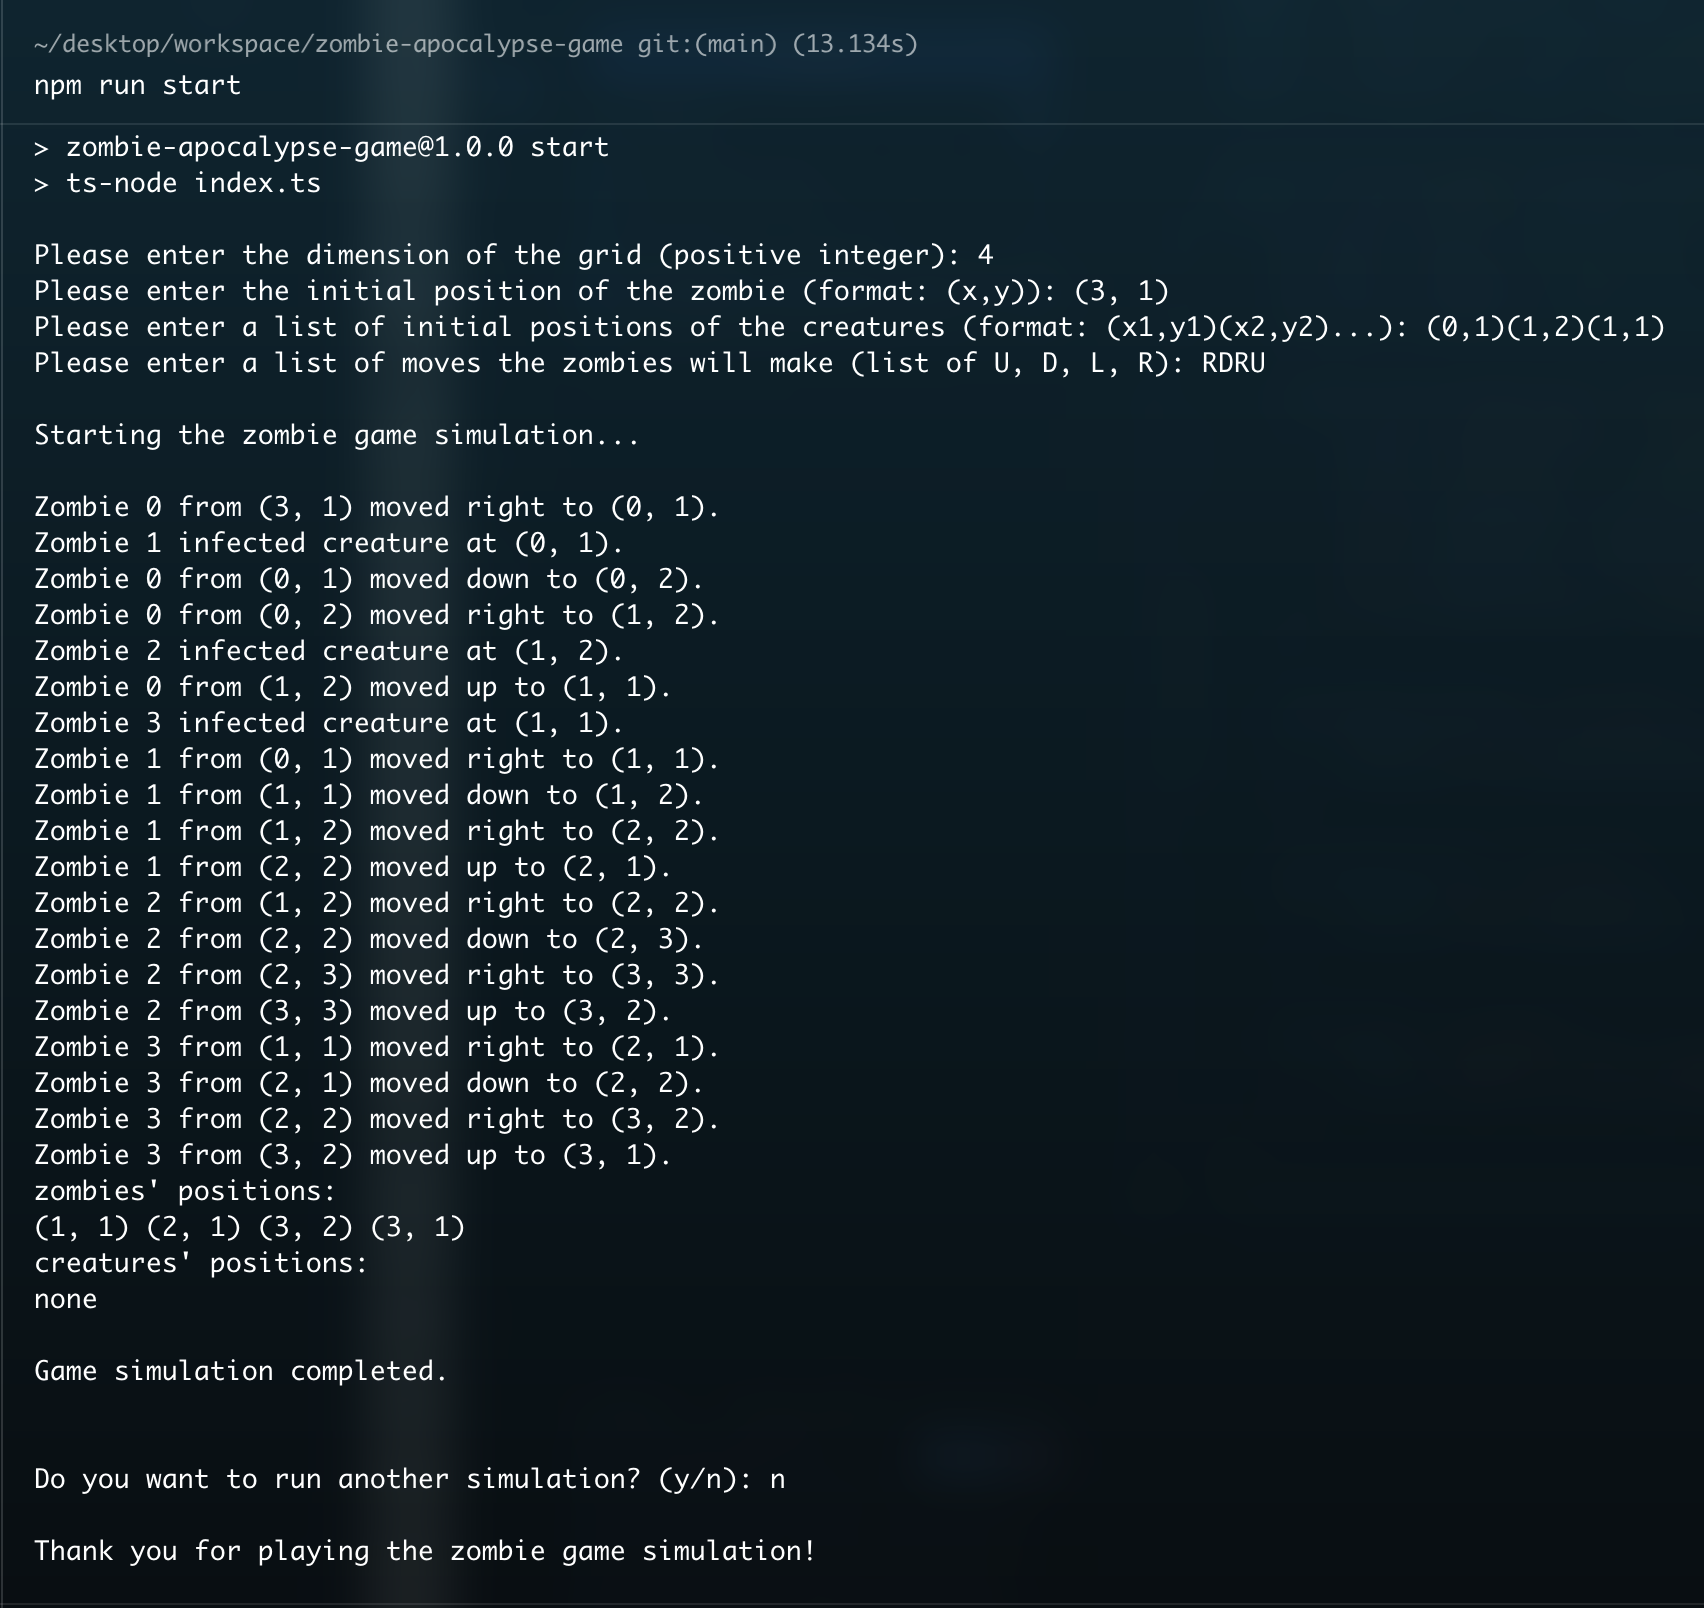 ~/desktop/workspace/zombie-apocalypse-game git:(main) (13.134s)
npm run start
> zombie-apocalypse-game@1.0.0 start
> ts-node index.ts
Please enter the dimension of the grid (positive integer): 4
Please enter the initial position of the zombie (format: (x,y)): (3, 1)
Please enter a list of initial positions of the creatures (format: (x1,y1)(x2,y2)...): (0,1)(1,2)(1,1)
Please enter a list of moves the zombies will make (list of U, D, L, R): RDRU
Starting the zombie game simulation...
Zombie 0 from (3, 1) moved right to (0, 1).
Zombie 1 infected creature at (0, 1).
Zombie 0 from (0, 1) moved down to (0, 2).
Zombie 0 from (0, 2) moved right to (1, 2).
Zombie 2 infected creature at (1, 2).
Zombie 0 from (1, 2) moved up to (1, 1).
Zombie 3 infected creature at (1, 1).
Zombie 1 from (0, 1) moved right to (1, 1).
Zombie 1 from (1, 1) moved down to (1, 2).
Zombie 1 from (1, 2) moved right to (2, 2).
Zombie 1 from (2, 2) moved up to (2, 1).
Zombie 2 from (1, 2) moved right to (2, 2).
Zombie 2 from (2, 2) moved down to (2, 3).
Zombie 2 from (2, 3) moved right to (3, 3).
Zombie 2 from (3, 3) moved up to (3, 2).
Zombie 3 from (1, 1) moved right to (2, 1).
Zombie 3 from (2, 1) moved down to (2, 2).
Zombie 3 from (2, 2) moved right to (3, 2).
Zombie 3 from (3, 2) moved up to (3, 1).
zombies' positions:
(1, 1) (2, 1) (3, 2) (3, 1)
creatures' positions:
none
Game simulation completed.
Do you want to run another simulation? (y/n): n
Thank you for playing the zombie game simulation!